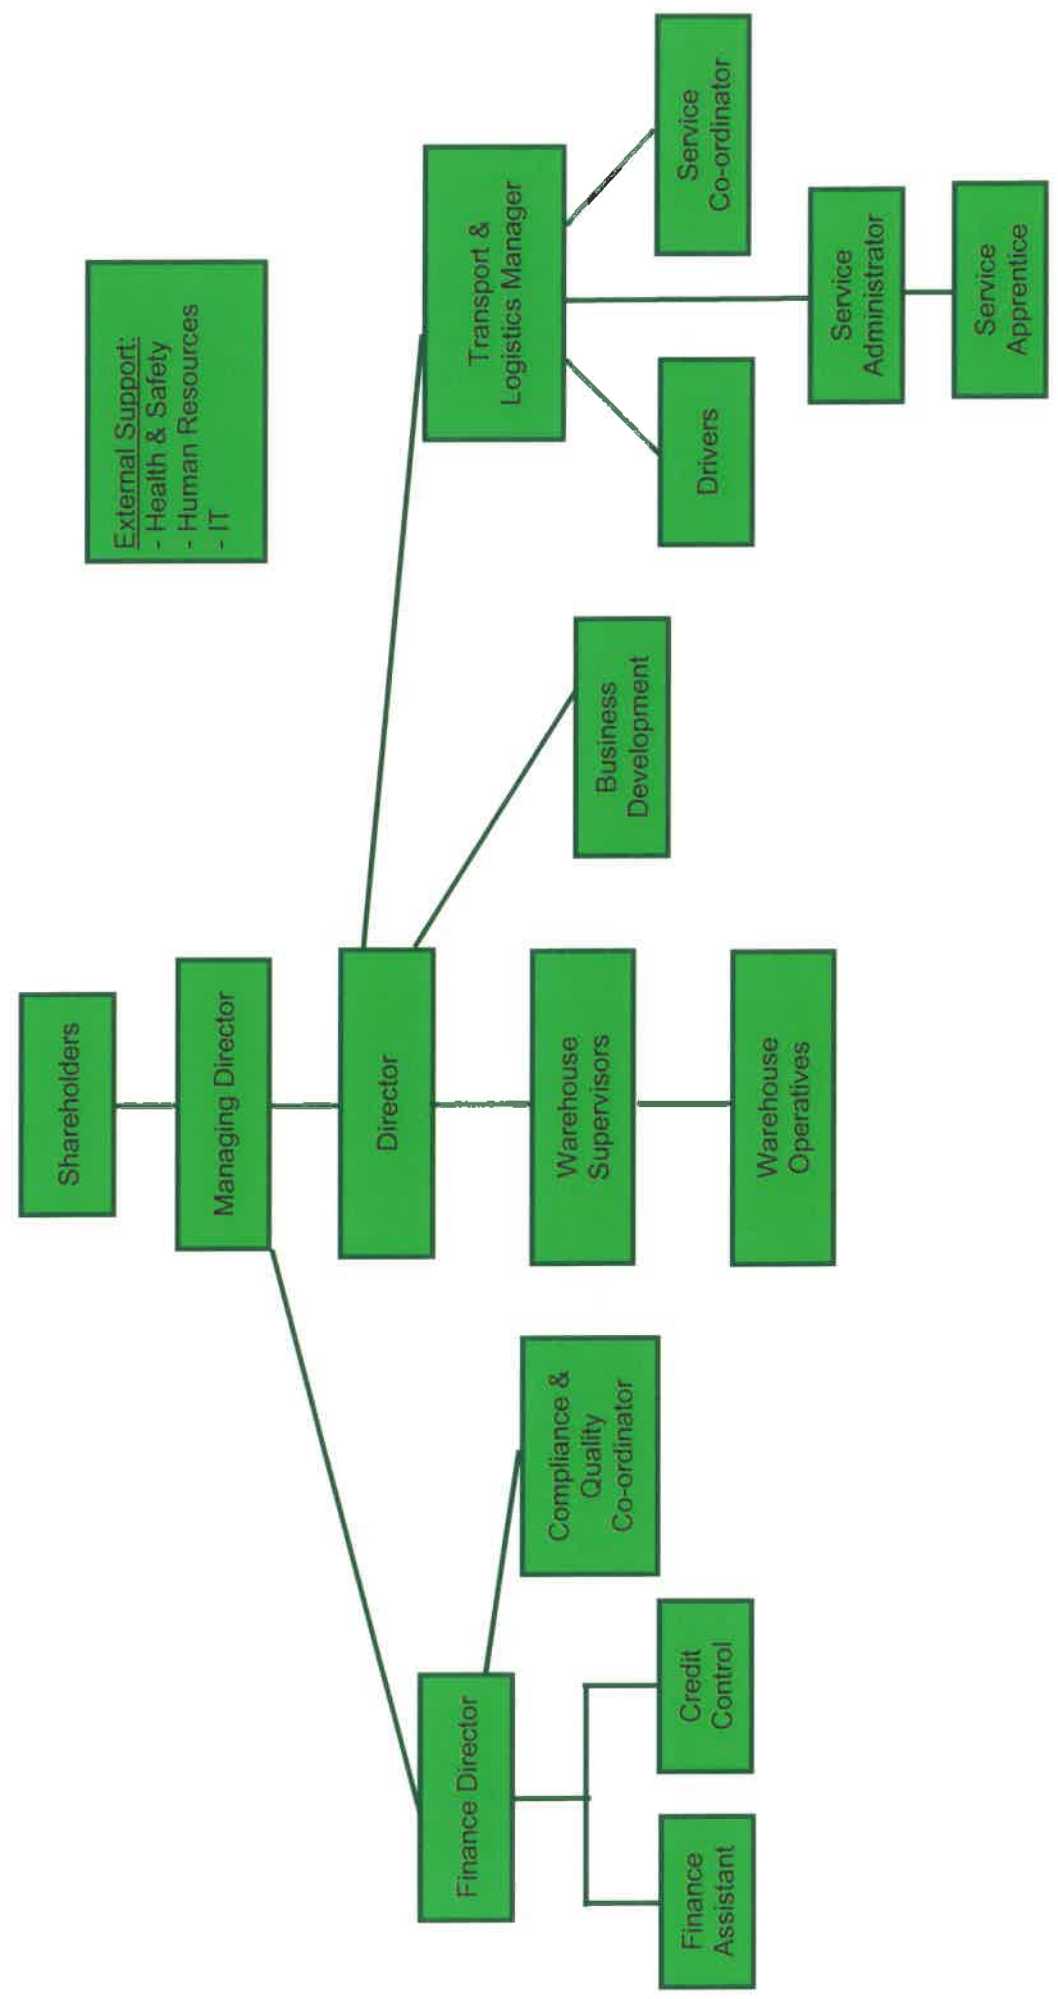 Shareholders
External Support:
- Health & Safety
- Human Resources
- IT
Managing Director
Director
Finance Director
Transport &
Logistics Manager
Compliance &
Quality
Co-ordinator
Warehouse
Supervisors
Business
Development
Finance
Assistant
Credit
Control
Drivers
Service
Co-ordinator
Warehouse
Operatives
Service
Administrator
Service
Apprentice